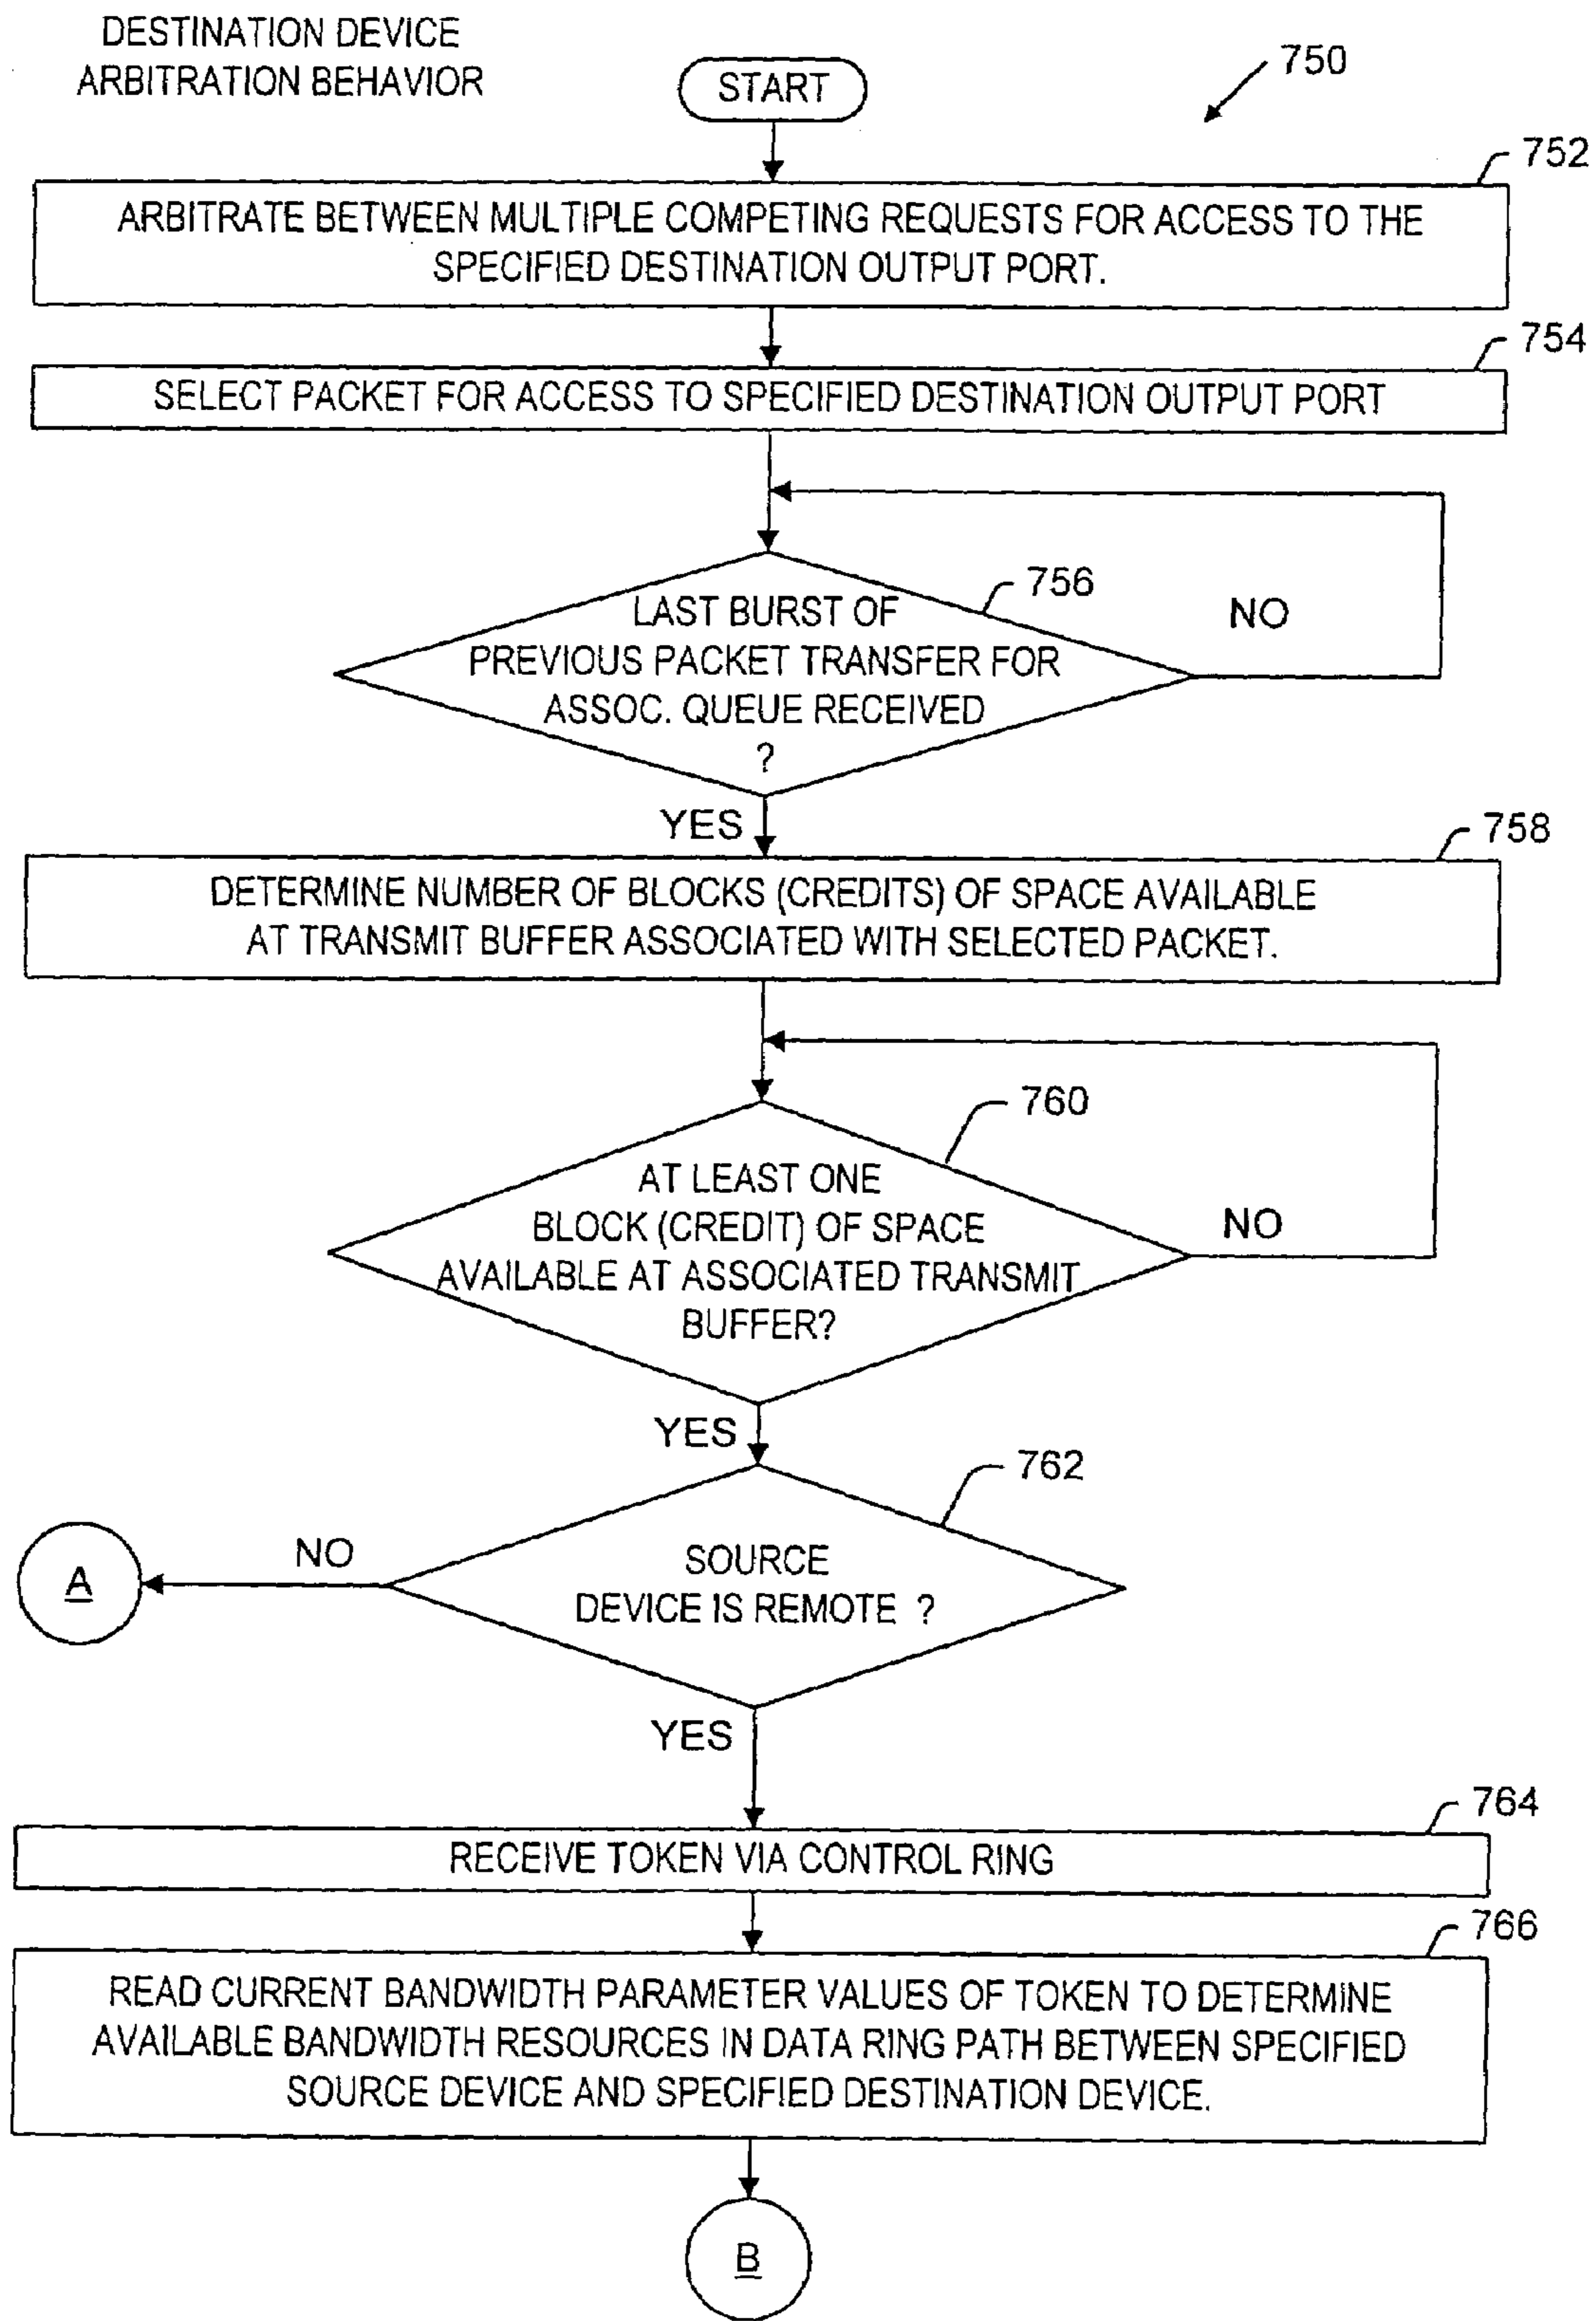 DESTINATION DEVICE
ARBITRATION BEHAVIOR
START
750
752
ARBITRATE BETWEEN MULTIPLE COMPETING REQUESTS FOR ACCESS TO THE
SPECIFIED DESTINATION OUTPUT PORT.
754
SELECT PACKET FOR ACCESS TO SPECIFIED DESTINATION OUTPUT PORT
756
LAST BURST OF
PREVIOUS PACKET TRANSFER FOR
ASSOC. QUEUE RECEIVED
?
NO
YES
758
DETERMINE NUMBER OF BLOCKS (CREDITS) OF SPACE AVAILABLE
AT TRANSMIT BUFFER ASSOCIATED WITH SELECTED PACKET.
760
AT LEAST ONE
BLOCK (CREDIT) OF SPACE
AVAILABLE AT ASSOCIATED TRANSMIT
BUFFER?
NO
YES
762
SOURCE
DEVICE IS REMOTE ?
NO
A
YES
764
RECEIVE TOKEN VIA CONTROL RING
766
READ CURRENT BANDWIDTH PARAMETER VALUES OF TOKEN TO DETERMINE
AVAILABLE BANDWIDTH RESOURCES IN DATA RING PATH BETWEEN SPECIFIED
SOURCE DEVICE AND SPECIFIED DESTINATION DEVICE.
B